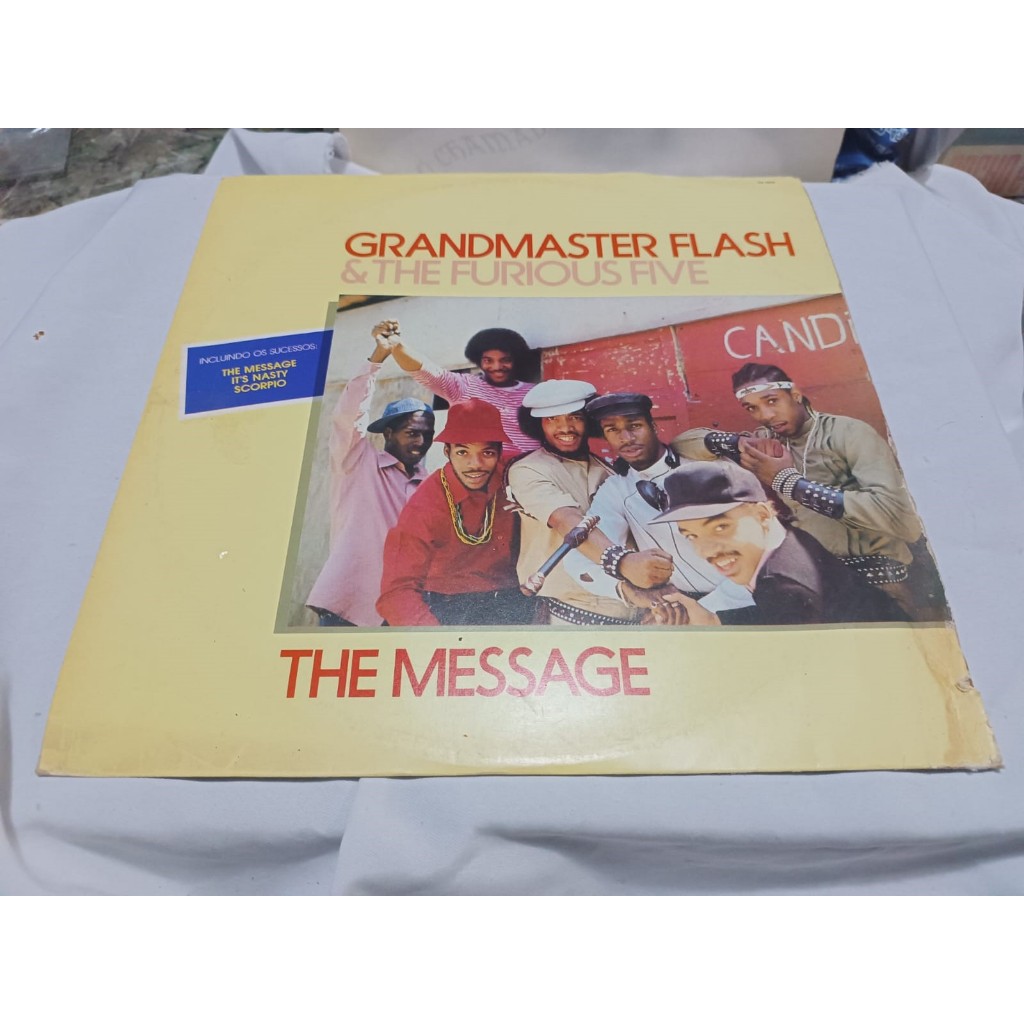 GRANDMASTER FLASH
& THE FURIOUS FIVE
INCLUINDO OS SUCESSOS:
THE MESSAGE
IT'S NASTY
SCORPIO
CANDI
THE MESSAGE